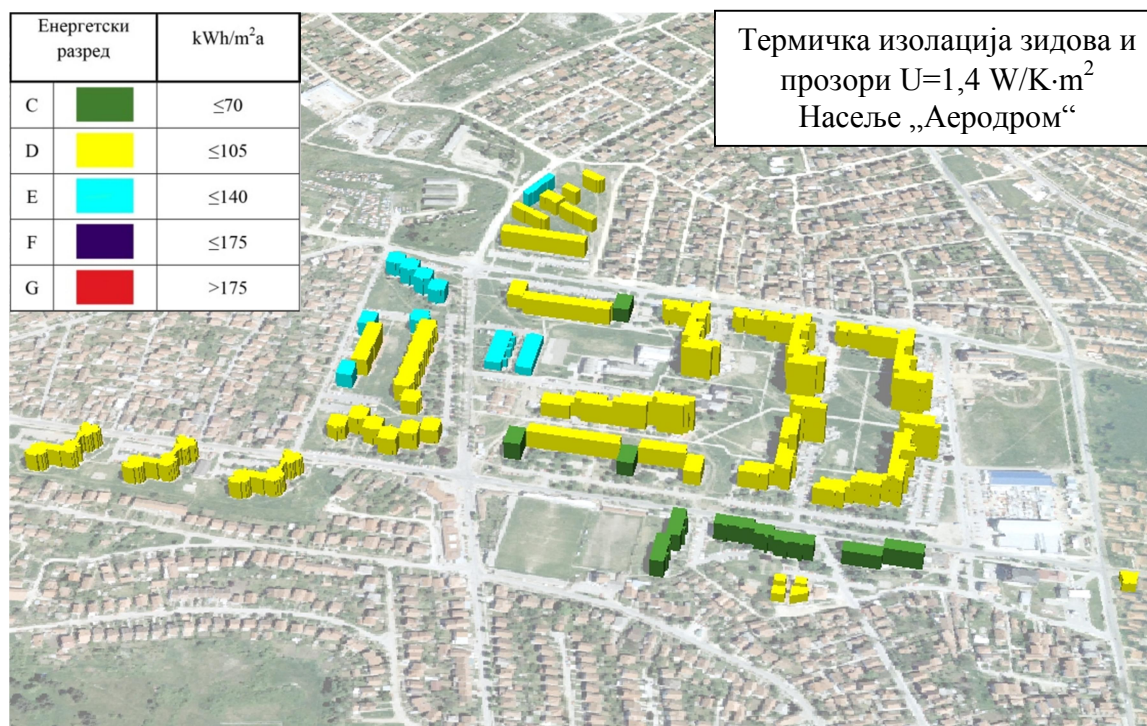 Енергетски разред kWh/m²a
C ≤70
D ≤105
E ≤140
F ≤175
G >175
Термичка изолација зидова и
прозори U=1,4 W/K·m²
Насеље „Аеродром“